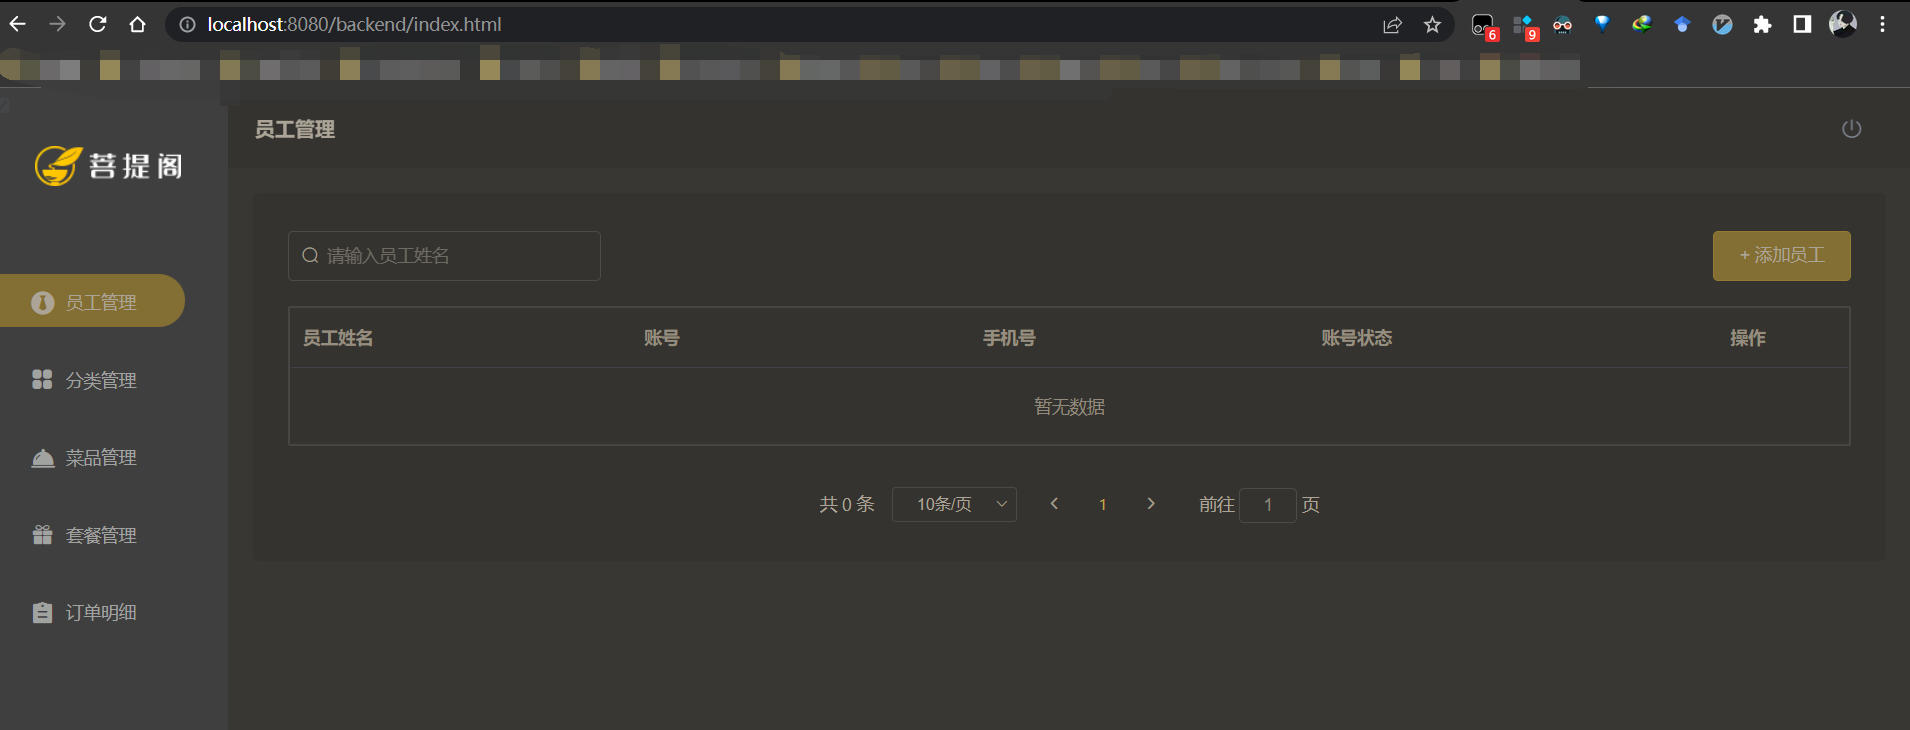 localhost:8080/backend/index.html
6
9
菩提阁
员工管理
分类管理
菜品管理
套餐管理
订单明细
员工管理
请输入员工姓名
+ 添加员工
员工姓名 账号 手机号 账号状态 操作
暂无数据
共 0 条 10条/页 1 前往 1 页